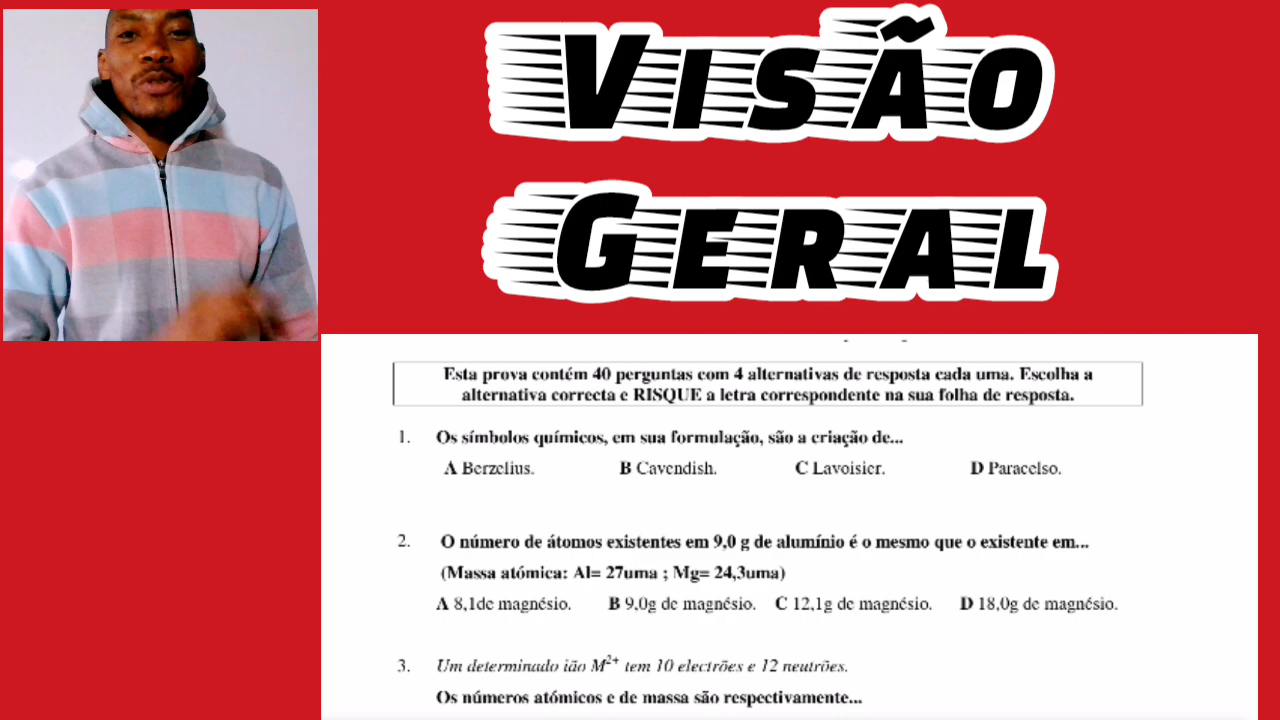 VISÃO
GERAL
Esta prova contém 40 perguntas com 4 alternativas de resposta cada uma. Escolha a
alternativa correcta e RISQUE a letra correspondente na sua folha de resposta.
1. Os símbolos químicos, em sua formulação, são a criação de...
A Berzelius. B Cavendish. C Lavoisier. D Paracelso.
2. O número de átomos existentes em 9,0 g de alumínio é o mesmo que o existente em...
(Massa atómica: Al= 27uma ; Mg= 24,3uma)
A 8,1de magnésio. B 9,0g de magnésio. C 12,1g de magnésio. D 18,0g de magnésio.
3. Um determinado ião M²⁺ tem 10 electrões e 12 neutrões.
Os números atómicos e de massa são respectivamente...